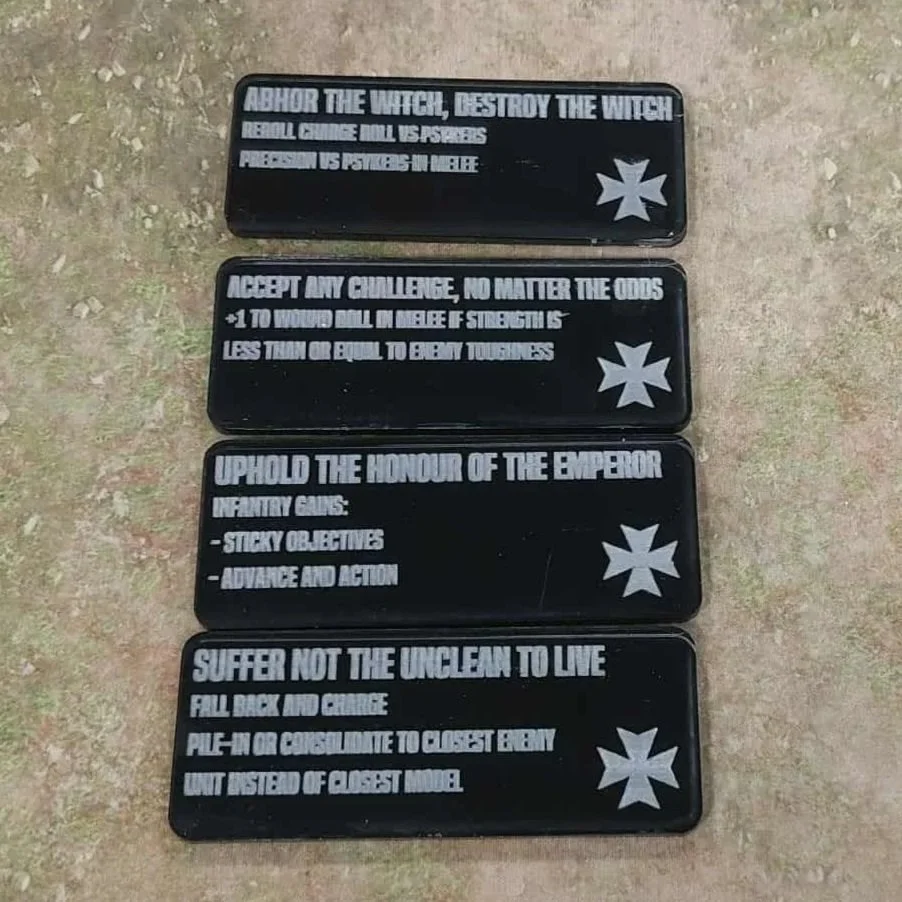 ABHOR THE WITCH, DESTROY THE WITCH
REROLL CHARGE ROLL VS PSYKERS
PRECISION VS PSYKERS IN MELEE
ACCEPT ANY CHALLENGE, NO MATTER THE ODDS
+1 TO WOUND ROLL IN MELEE IF STRENGTH IS
LESS THAN OR EQUAL TO ENEMY TOUGHNESS
UPHOLD THE HONOUR OF THE EMPEROR
INFANTRY GAINS:
- STICKY OBJECTIVES
- ADVANCE AND ACTION
SUFFER NOT THE UNCLEAN TO LIVE
FALL BACK AND CHARGE
PILE-IN OR CONSOLIDATE TO CLOSEST ENEMY
UNIT INSTEAD OF CLOSEST MODEL